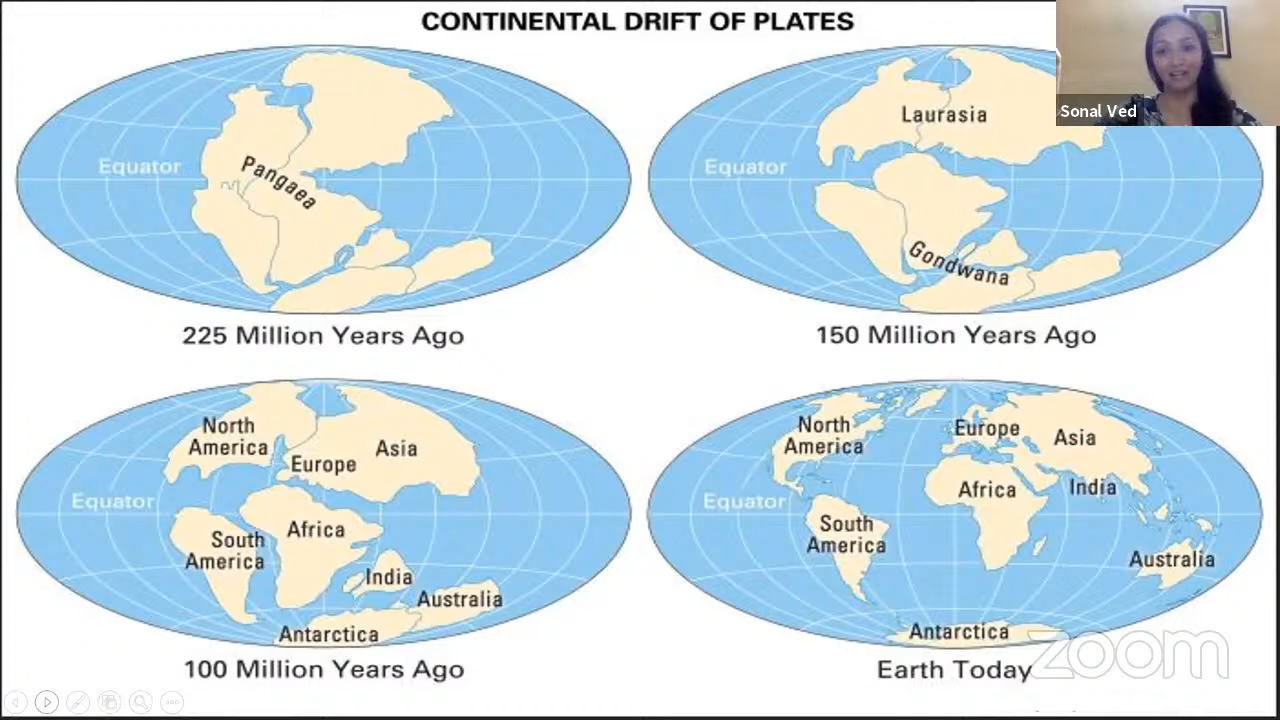 CONTINENTAL DRIFT OF PLATES
Sonal Ved
Equator
Pangaea
225 Million Years Ago
Laurasia
Equator
Gondwana
150 Million Years Ago
North
America
Asia
Europe
Equator
Africa
South
America
India
Australia
Antarctica
100 Million Years Ago
North
America
Europe
Asia
Equator
Africa
India
South
America
Australia
Antarctica
Earth Today
zoom